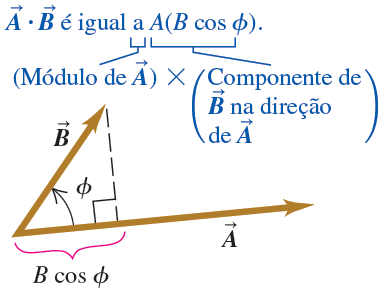 A⃗ · B⃗ é igual a A(B cos ϕ).
(Módulo de A⃗) × (Componente de
B⃗ na direção
de A⃗)
B⃗
ϕ
A⃗
B cos ϕ